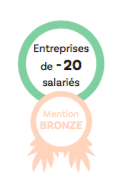 Entreprises
de - 20
salariés
Mention
BRONZE